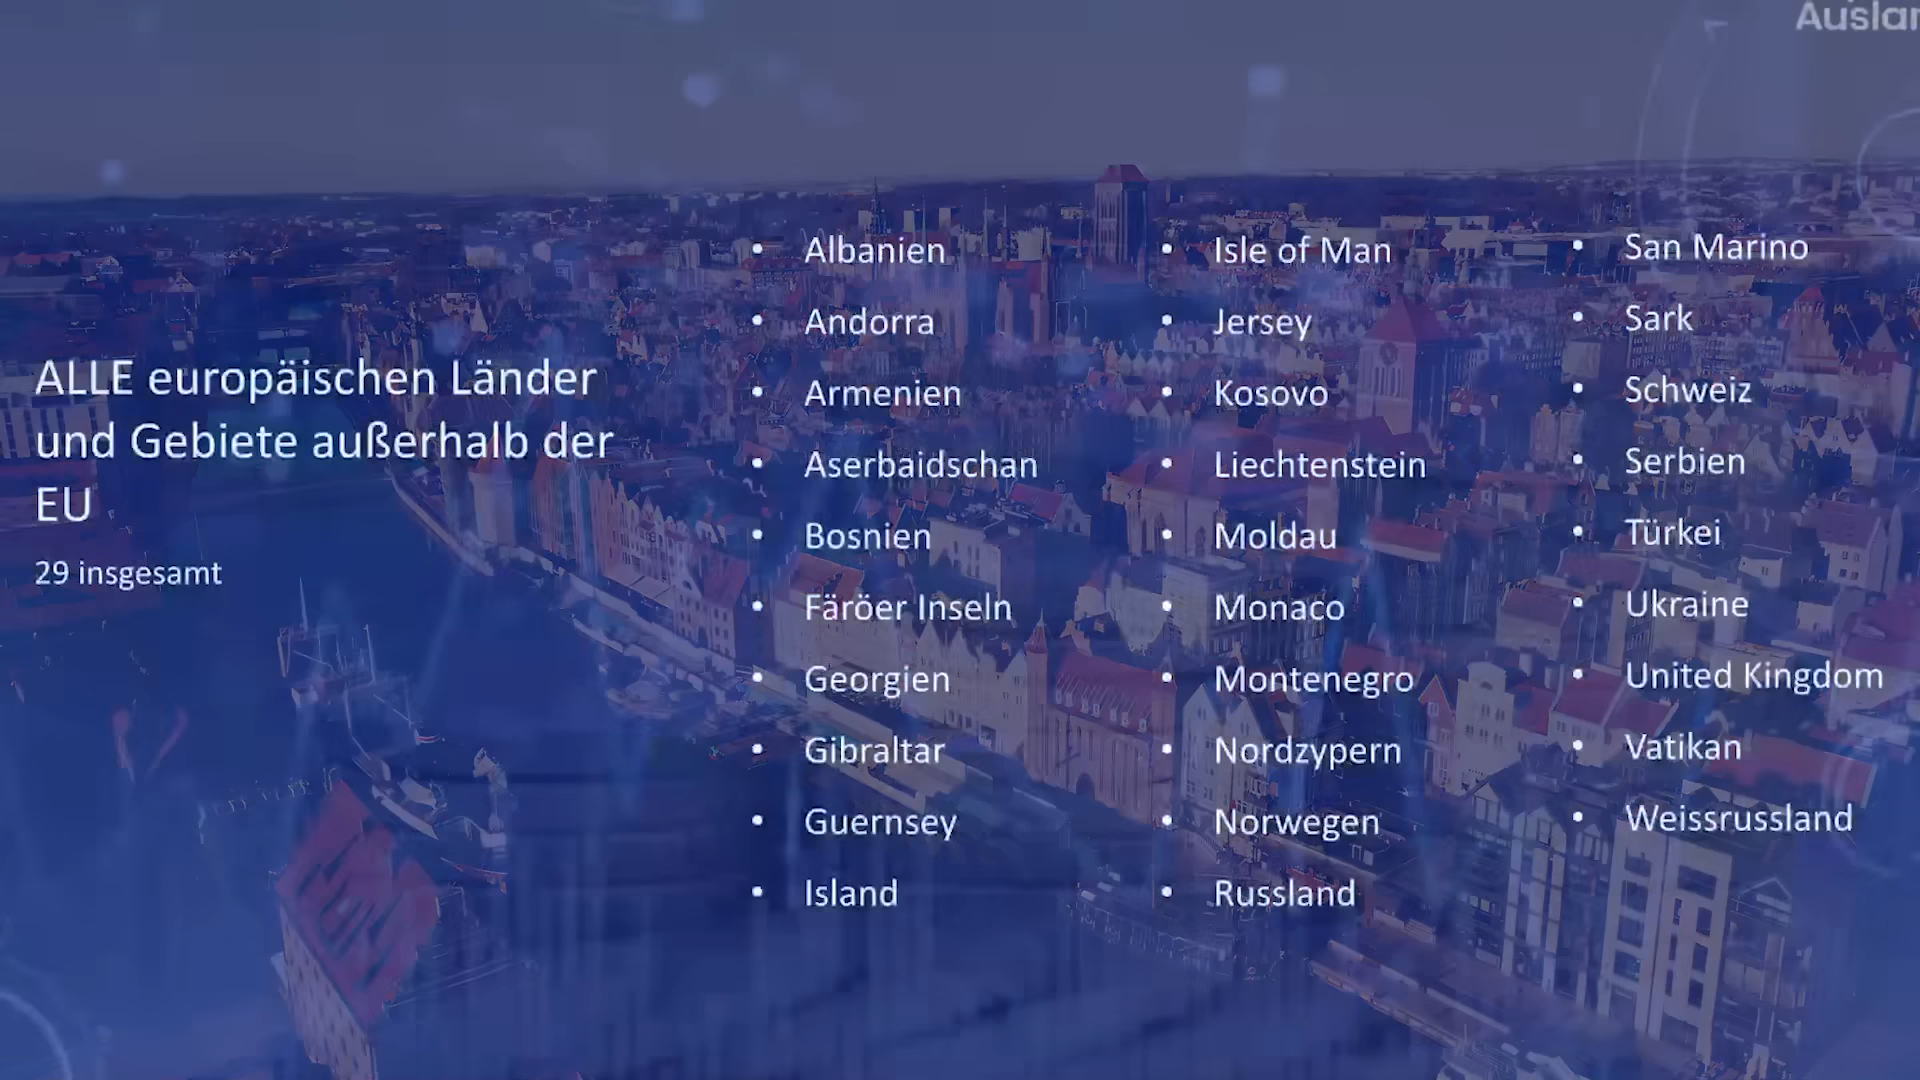 ALLE europäischen Länder
und Gebiete außerhalb der
EU
29 insgesamt
• Albanien
• Andorra
• Armenien
• Aserbaidschan
• Bosnien
• Färöer Inseln
• Georgien
• Gibraltar
• Guernsey
• Island
• Isle of Man
• Jersey
• Kosovo
• Liechtenstein
• Moldau
• Monaco
• Montenegro
• Nordzypern
• Norwegen
• Russland
• San Marino
• Sark
• Schweiz
• Serbien
• Türkei
• Ukraine
• United Kingdom
• Vatikan
• Weissrussland